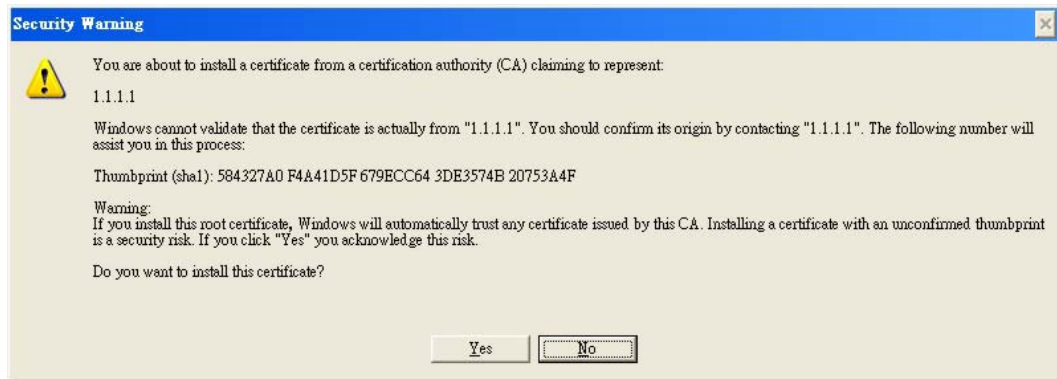 Security Warning
You are about to install a certificate from a certification authority (CA) claiming to represent:
1.1.1.1
Windows cannot validate that the certificate is actually from "1.1.1.1". You should confirm its origin by contacting "1.1.1.1". The following number will
assist you in this process:
Thumbprint (sha1): 584327A0 F4A41D5F 679ECC64 3DE3574B 20753A4F
Warning:
If you install this root certificate, Windows will automatically trust any certificate issued by this CA. Installing a certificate with an unconfirmed thumbprint
is a security risk. If you click "Yes" you acknowledge this risk.
Do you want to install this certificate?
Yes No